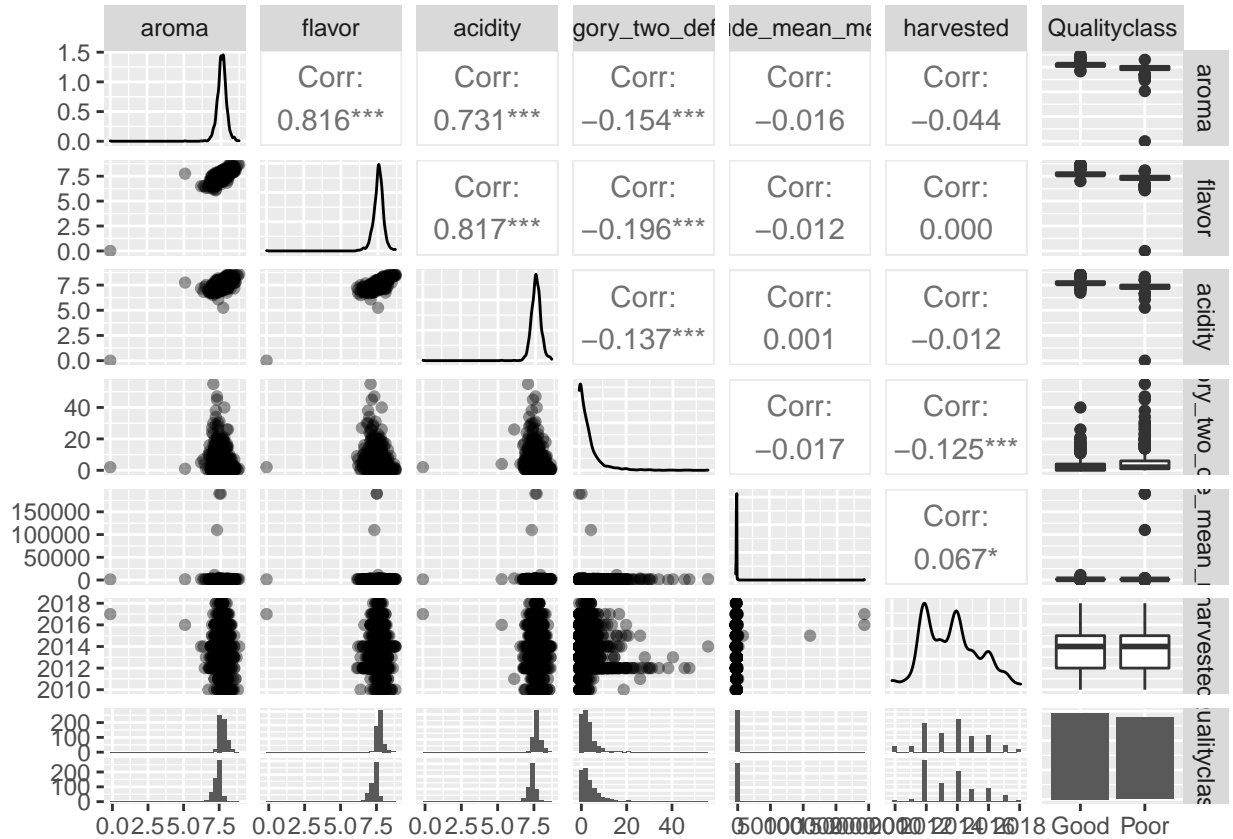 aroma flavor acidity gory_two_def ude_mean_me harvested Qualityclass
1.5
1.0
0.5
0.0
Corr:
0.816***
Corr:
0.731***
Corr:
−0.154***
Corr:
−0.016
Corr:
−0.044
aroma
7.5
5.0
2.5
0.0
Corr:
0.817***
Corr:
−0.196***
Corr:
−0.012
Corr:
0.000
flavor
7.5
5.0
2.5
0.0
Corr:
−0.137***
Corr:
0.001
Corr:
−0.012
acidity
40
20
0
Corr:
−0.017
Corr:
−0.125***
ory_two_d
150000
100000
50000
0
Corr:
0.067*
e_mean_
2018
2016
2014
2012
2010
harvested
200
100
0
200
100
0
Qualityclas
0.02.55.07.5 0.02.55.07.5 0.02.55.07.5 0 20 40 Good Poor